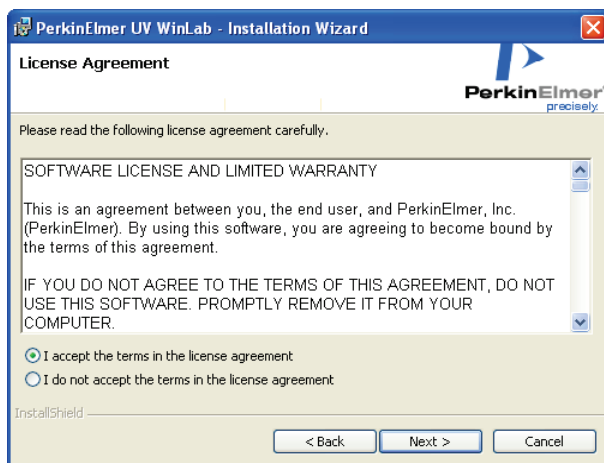 PerkinElmer UV WinLab - Installation Wizard
License Agreement
PerkinElmer
precisely.
Please read the following license agreement carefully.
SOFTWARE LICENSE AND LIMITED WARRANTY
This is an agreement between you, the end user, and PerkinElmer, Inc.
(PerkinElmer). By using this software, you are agreeing to become bound by
the terms of this agreement.
IF YOU DO NOT AGREE TO THE TERMS OF THIS AGREEMENT, DO NOT
USE THIS SOFTWARE. PROMPTLY REMOVE IT FROM YOUR
COMPUTER.
I accept the terms in the license agreement
I do not accept the terms in the license agreement
InstallShield
< Back Next > Cancel